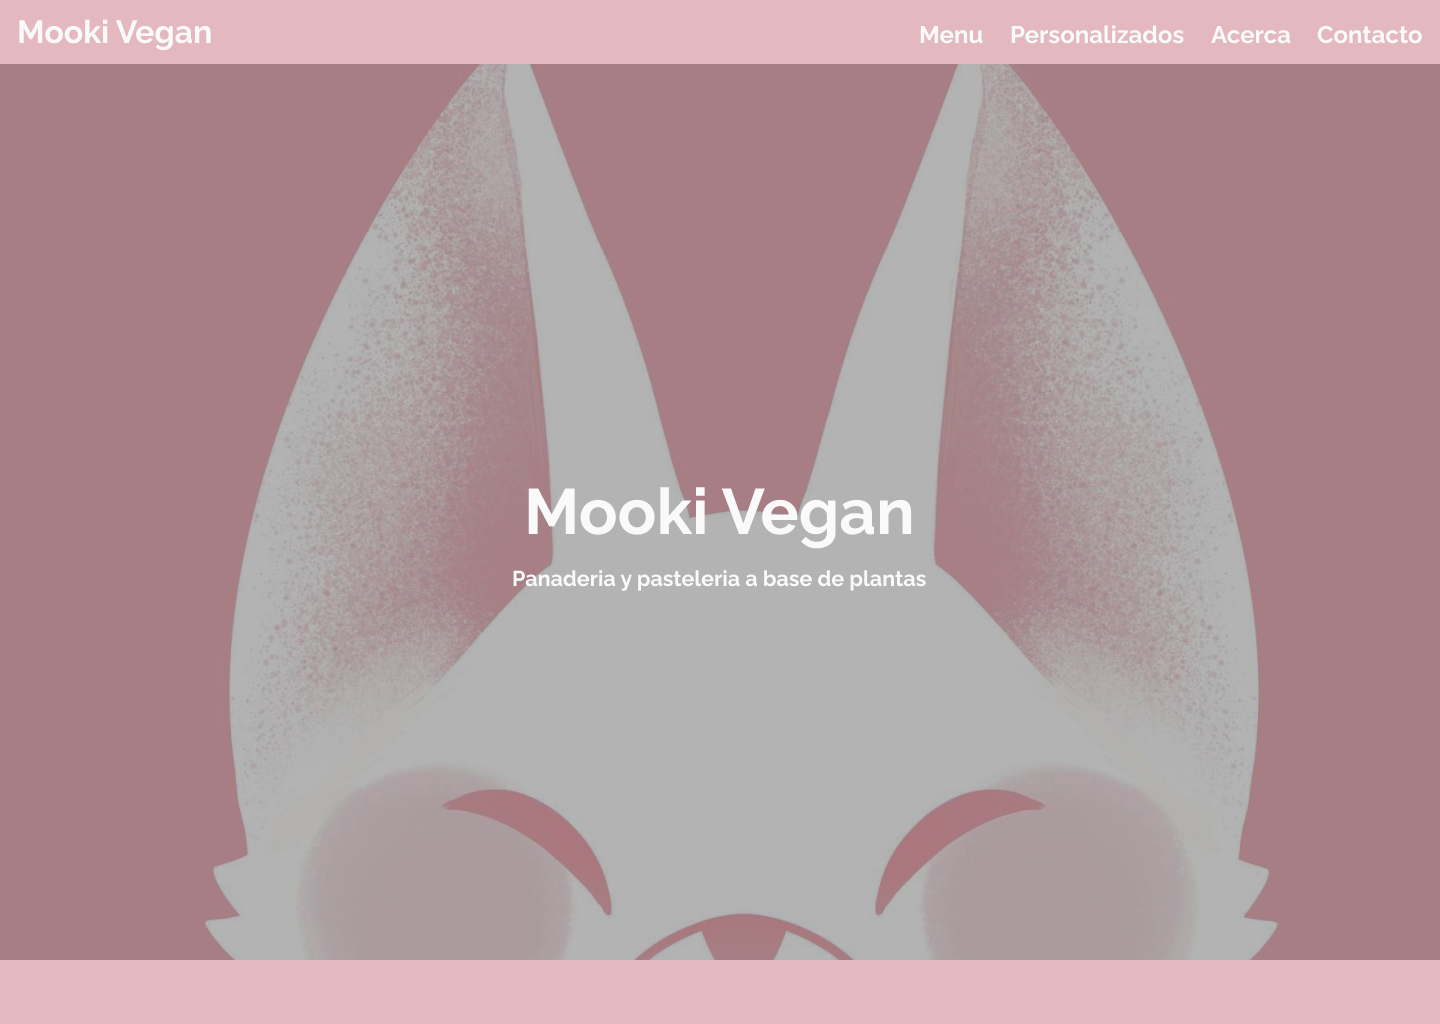 Mooki Vegan
Menu Personalizados Acerca Contacto
Mooki Vegan
Panaderia y pasteleria a base de plantas